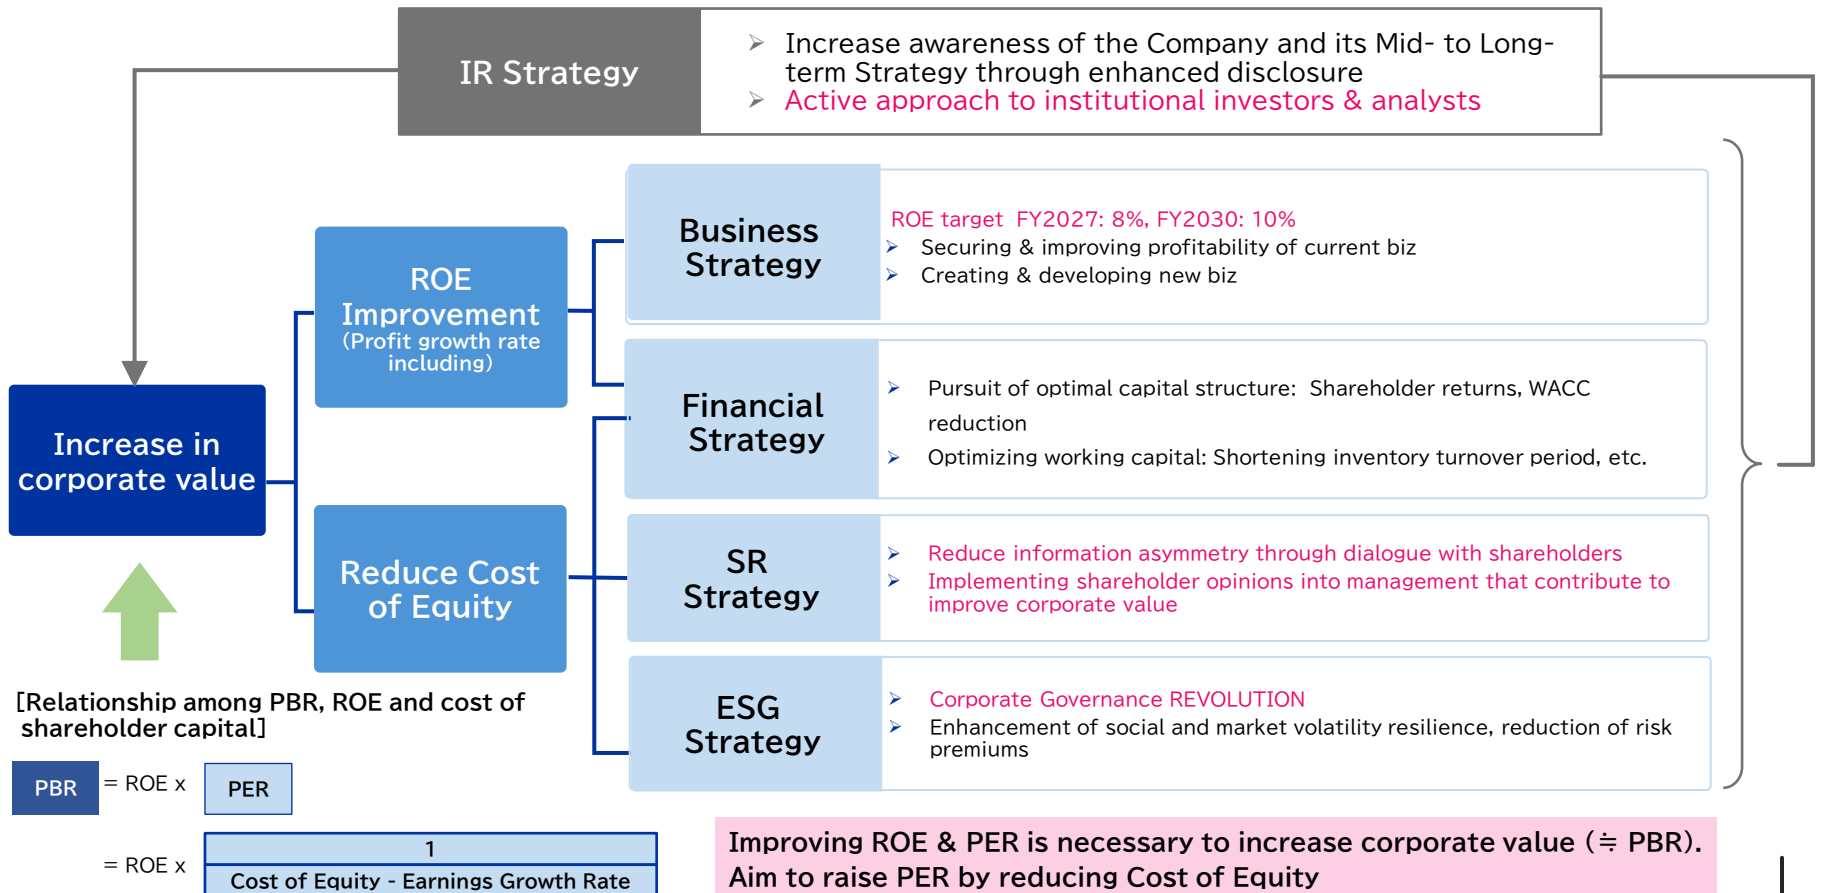 IR Strategy
➢ Increase awareness of the Company and its Mid- to Long-
term Strategy through enhanced disclosure
➢ Active approach to institutional investors & analysts
Increase in
corporate value
ROE
Improvement
(Profit growth rate
including)
Reduce Cost
of Equity
Business
Strategy
ROE target FY2027: 8%, FY2030: 10%
➢ Securing & improving profitability of current biz
➢ Creating & developing new biz
Financial
Strategy
➢ Pursuit of optimal capital structure: Shareholder returns, WACC
reduction
➢ Optimizing working capital: Shortening inventory turnover period, etc.
SR
Strategy
➢ Reduce information asymmetry through dialogue with shareholders
➢ Implementing shareholder opinions into management that contribute to
improve corporate value
ESG
Strategy
➢ Corporate Governance REVOLUTION
➢ Enhancement of social and market volatility resilience, reduction of risk
premiums
[Relationship among PBR, ROE and cost of
shareholder capital]
PBR = ROE x PER
= ROE x
1
Cost of Equity - Earnings Growth Rate
Improving ROE & PER is necessary to increase corporate value (≒ PBR).
Aim to raise PER by reducing Cost of Equity